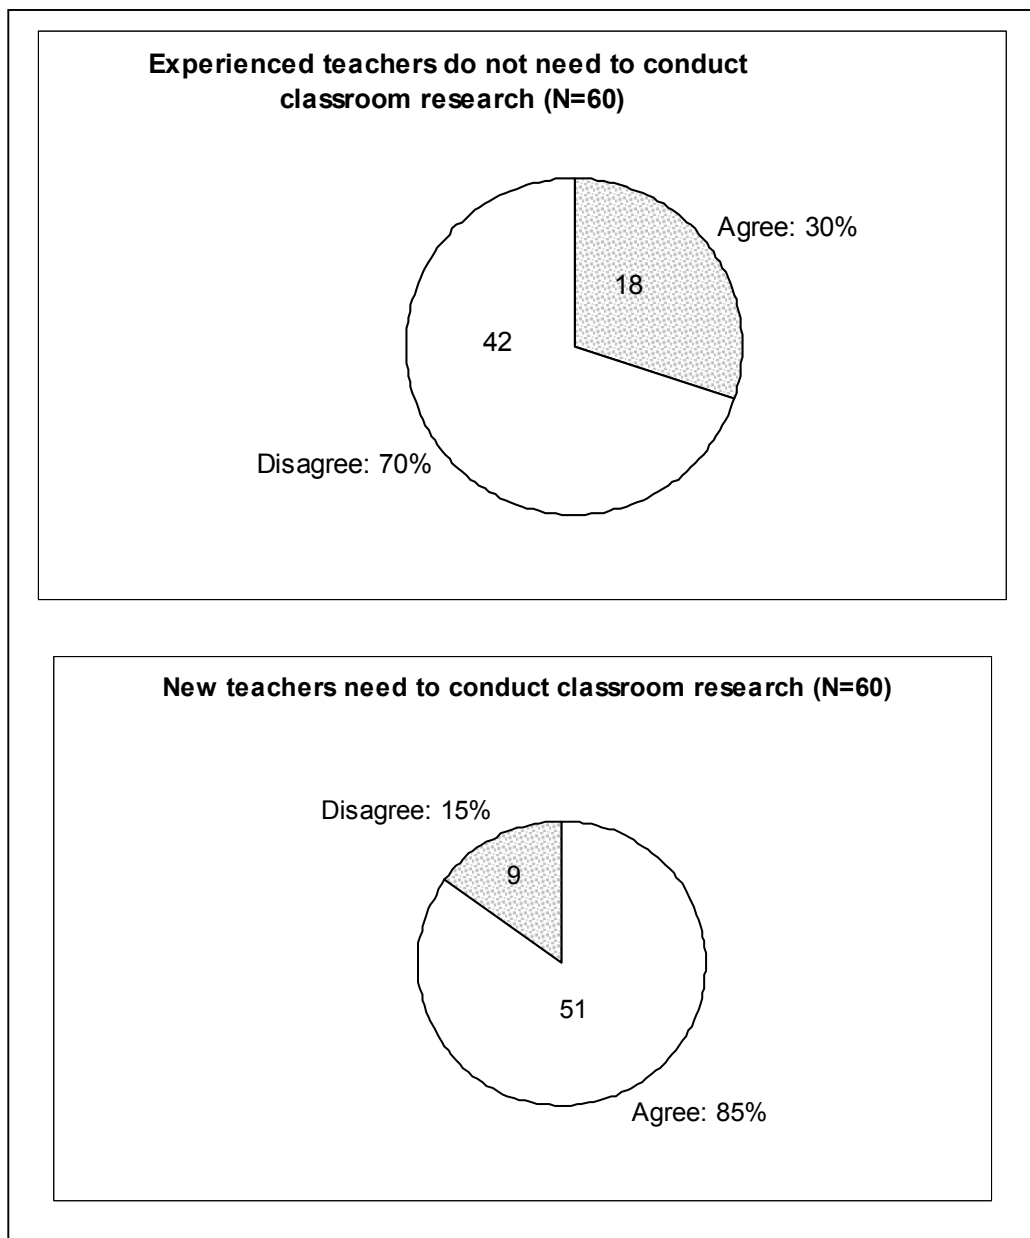 Experienced teachers do not need to conduct
classroom research (N=60)
Agree: 30%
18
42
Disagree: 70%
New teachers need to conduct classroom research (N=60)
Disagree: 15%
9
51
Agree: 85%